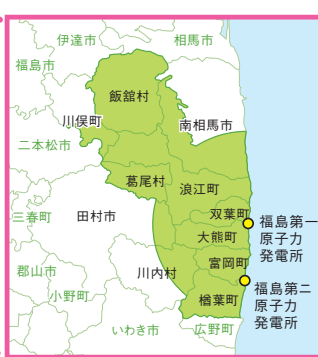 伊達市
相馬市
福島市
飯舘村
川俣町
南相馬市
二本松市
葛尾村
浪江町
三春町
田村市
双葉町
大熊町
福島第一
原子力
発電所
富岡町
郡山市
川内村
小野町
福島第二
原子力
発電所
楢葉町
いわき市
広野町